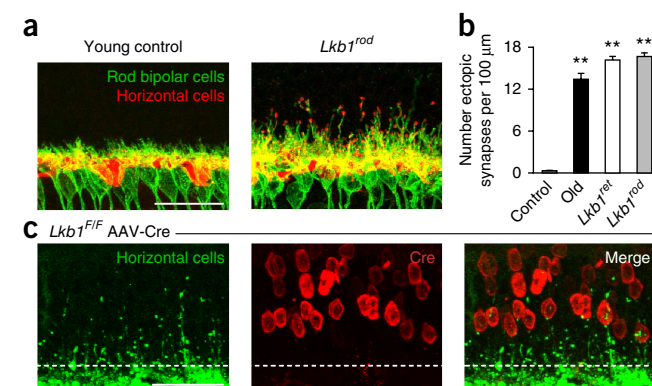 a
Young control
Lkb1rod
Rod bipolar cells
Horizontal cells
b
Number ectopic
synapses per 100 µm
18
12
6
0
**
**
**
Control
Old
Lkb1ret
Lkb1rod
c
Lkb1F/F AAV-Cre
Horizontal cells
Cre
Merge